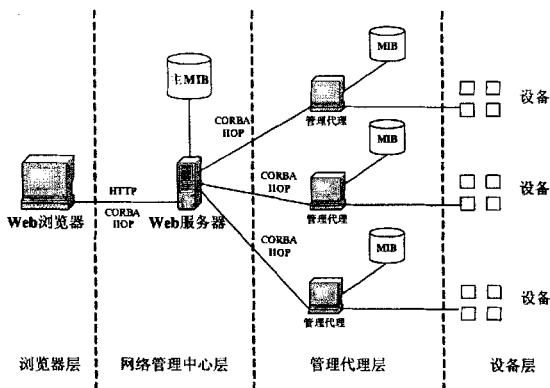 主MIB
MIB
设备
CORBA
IIOP
管理代理
MIB
HTTP
CORBA
IIOP
设备
Web浏览器
CORBA
IIOP
Web服务器
管理代理
MIB
CORBA
IIOP
设备
管理代理
浏览器层
网络管理中心层
管理代理层
设备层